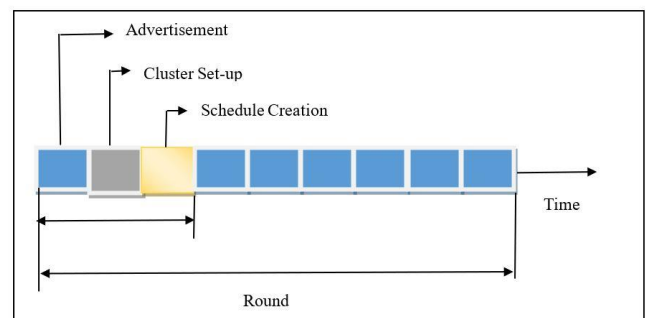 Advertisement
Cluster Set-up
Schedule Creation
Time
Round